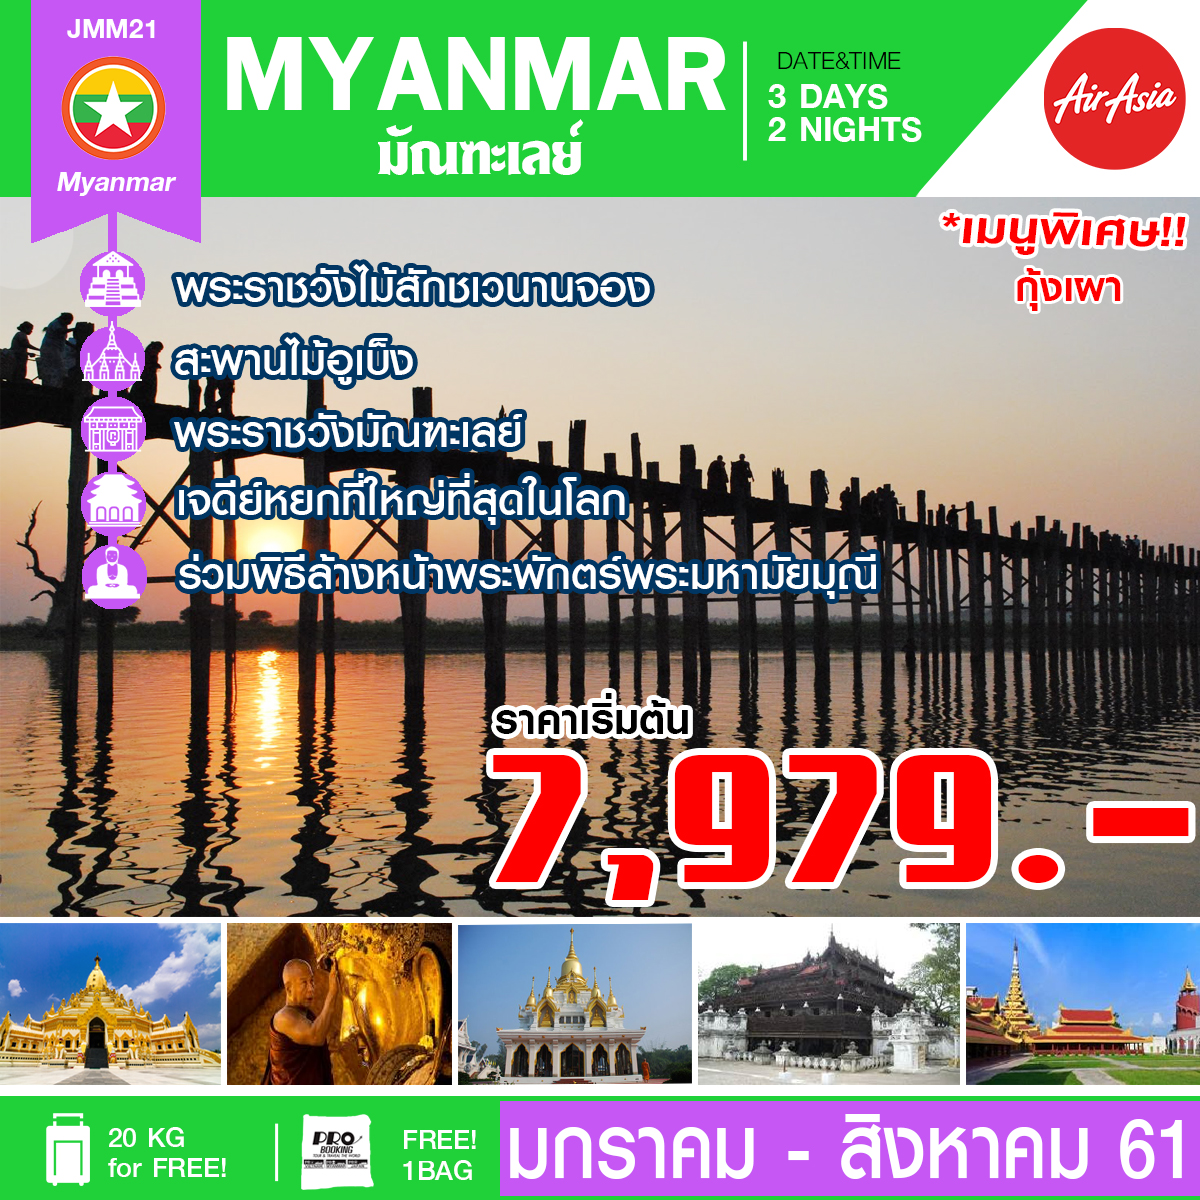 JMM21
Myanmar
MYANMAR
มัณฑะเลย์
DATE&TIME
3 DAYS
2 NIGHTS
AirAsia
*เมนูพิเศษ!!
กุ้งเผา
พระราชวังไม้สักชเวนานจอง
สะพานไม้อูเบ็ง
พระราชวังมัณฑะเลย์
เจดีย์หยกที่ใหญ่ที่สุดในโลก
ร่วมพิธีล้างหน้าพระพักตร์พระมหามัยมุณี
ราคาเริ่มต้น
7,979.-
20 KG
for FREE!
PRO
BOOKING
TOUR & TRAVEL THE WORLD
FREE!
1BAG
มกราคม - สิงหาคม 61